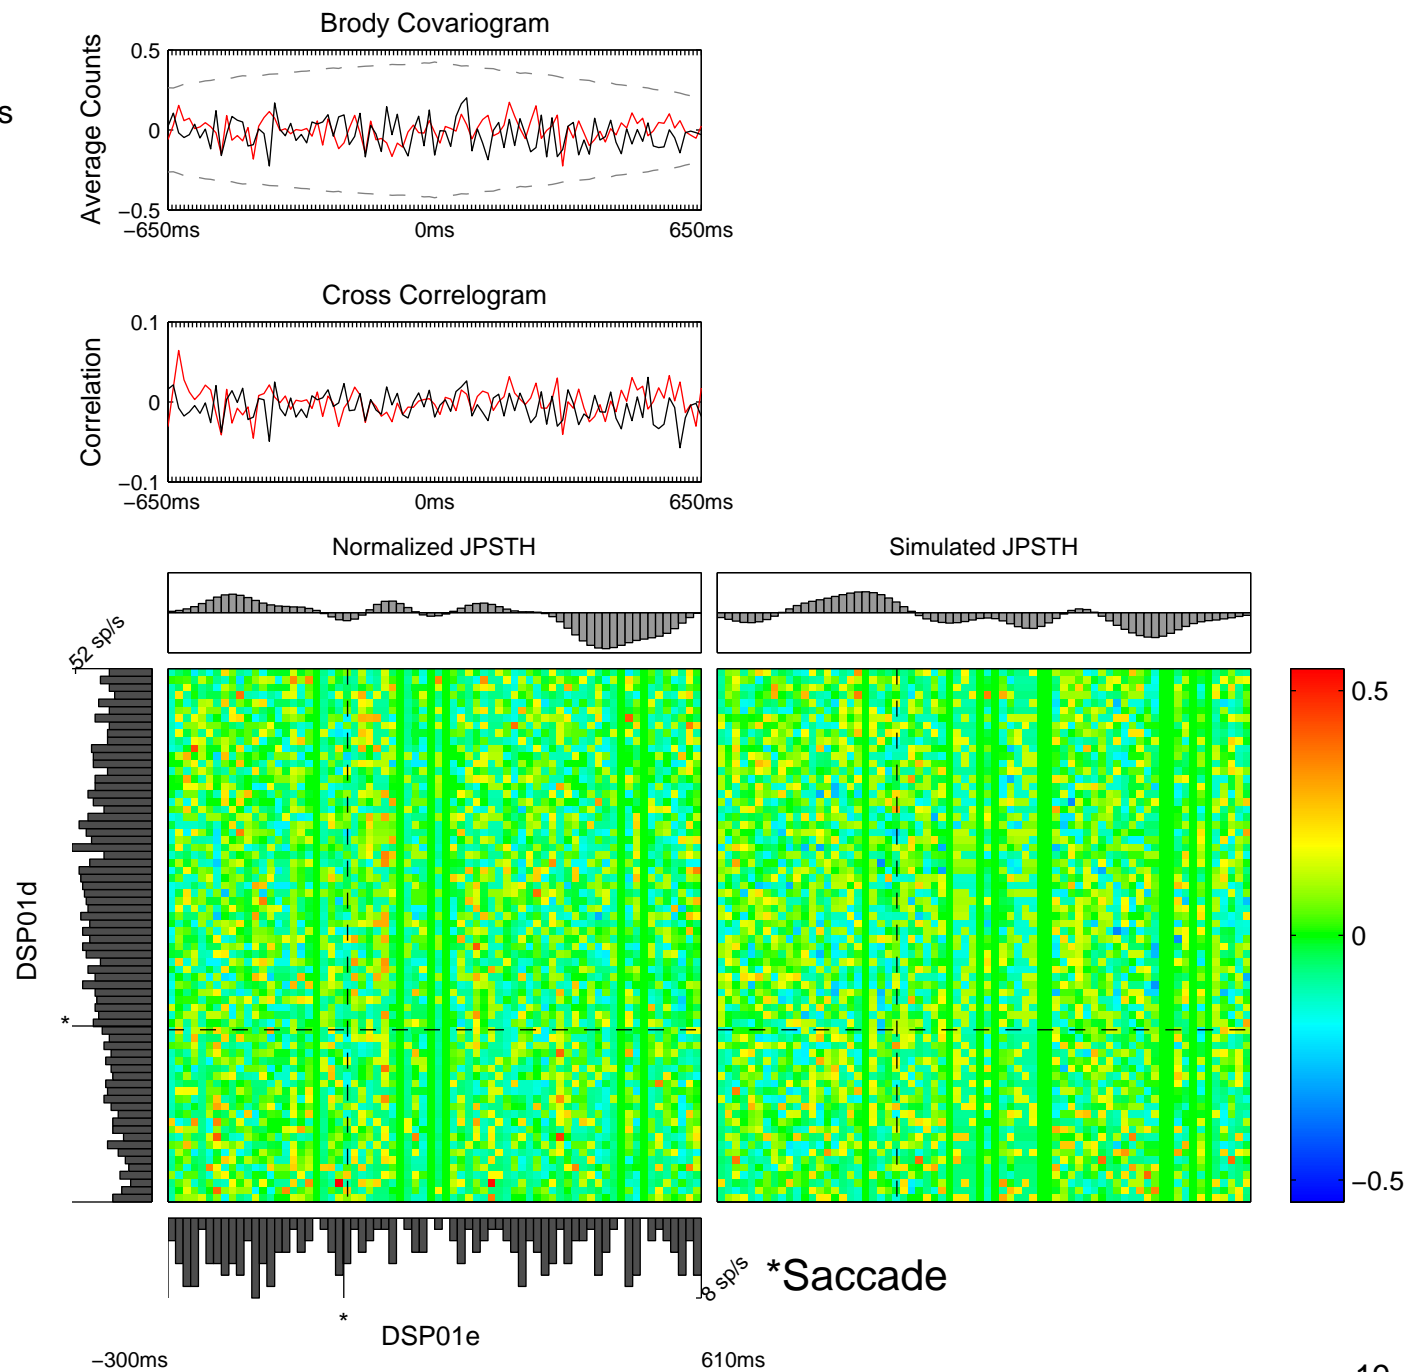 Brody Covariogram
Average Counts
0.5
0
−0.5
−650ms 0ms 650ms
s
Cross Correlogram
Correlation
0.1
0
−0.1
−650ms 0ms 650ms
Normalized JPSTH
Simulated JPSTH
52 sp/s
DSP01d
*
0.5
0
−0.5
8 sp/s
*Saccade
*
DSP01e
−300ms 610ms